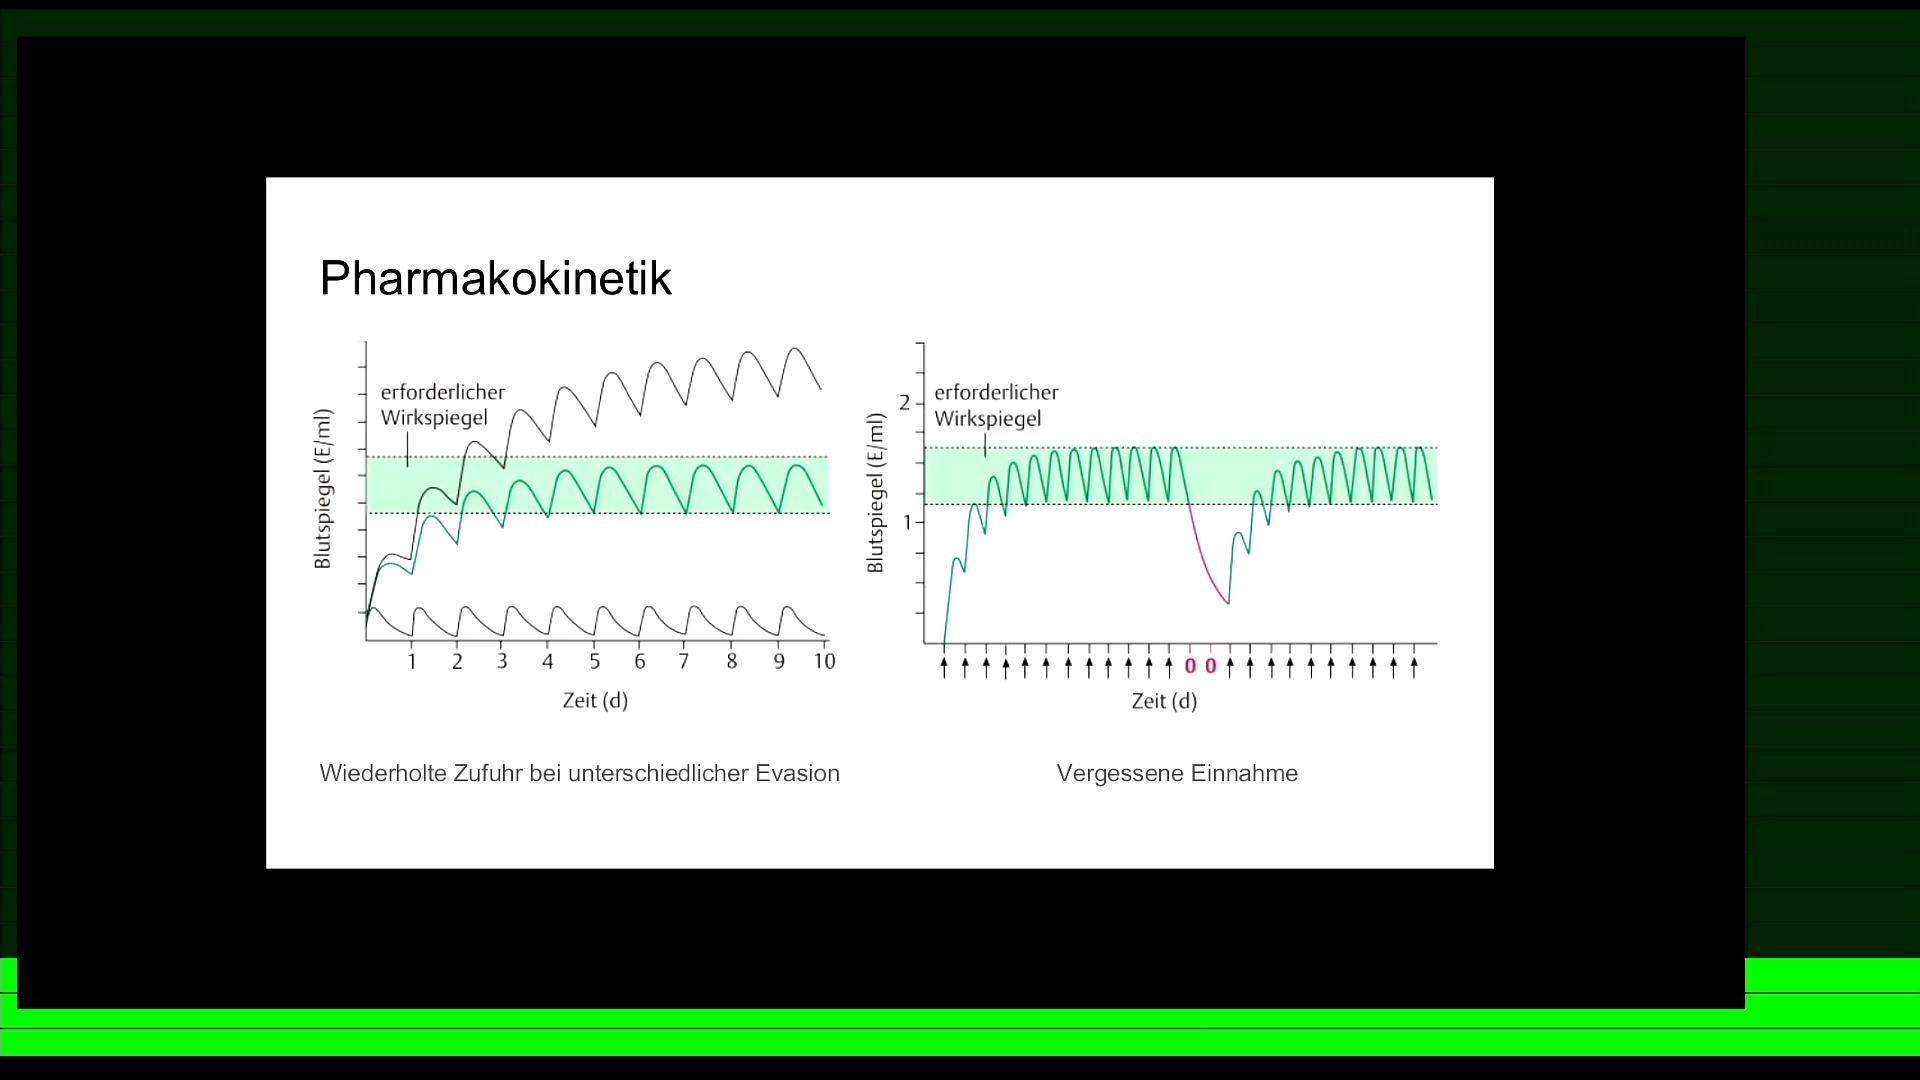 Pharmakokinetik
erforderlicher
Wirkspiegel
Blutspiegel (E/ml)
1 2 3 4 5 6 7 8 9 10
Zeit (d)
Wiederholte Zufuhr bei unterschiedlicher Evasion
erforderlicher
Wirkspiegel
Blutspiegel (E/ml)
2
1
0 0
Zeit (d)
Vergessene Einnahme